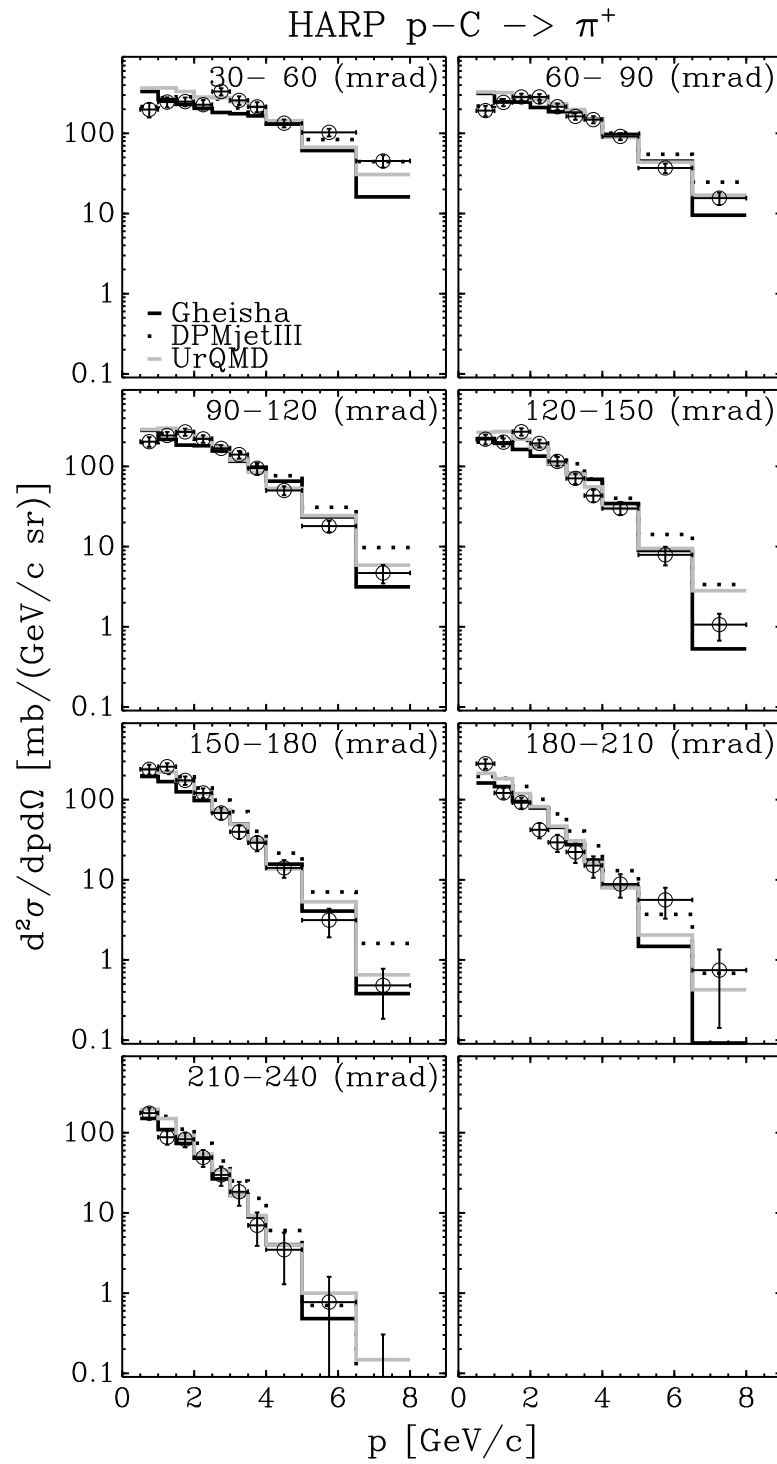 HARP p-C -> π⁺
30- 60 (mrad)
60- 90 (mrad)
100
10
1
0.1
Gheisha
DPMjetIII
UrQMD
90-120 (mrad)
120-150 (mrad)
100
10
1
0.1
150-180 (mrad)
180-210 (mrad)
100
10
1
0.1
210-240 (mrad)
100
10
1
0.1
0 2 4 6 8
0 2 4 6 8
d²σ/dpdΩ [mb/(GeV/c sr)]
p [GeV/c]